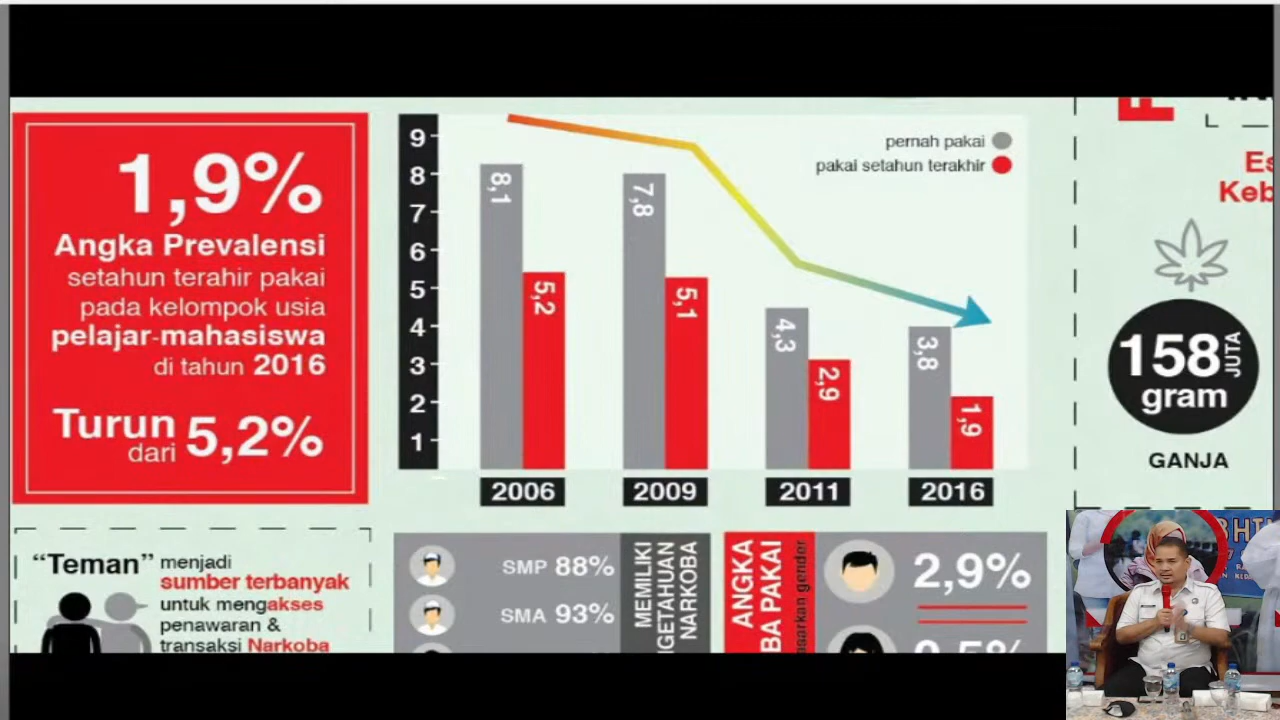 1,9%
Angka Prevalensi
setahun terahir pakai
pada kelompok usia
pelajar-mahasiswa
di tahun 2016
Turun
dari 5,2%
9
8
7
6
5
4
3
2
1
pernah pakai
pakai setahun terakhir
8,1
5,2
7,8
5,1
4,3
2,9
3,8
1,9
2006
2009
2011
2016
"Teman" menjadi
sumber terbanyak
untuk mengakses
penawaran &
transaksi Narkoba
SMP 88%
SMA 93%
MEMILIKI
GETAHUAN
NARKOBA
ANGKA
BA PAKAI
sarkan gender
2,9%
Es
Keb
158 JUTA
gram
GANJA